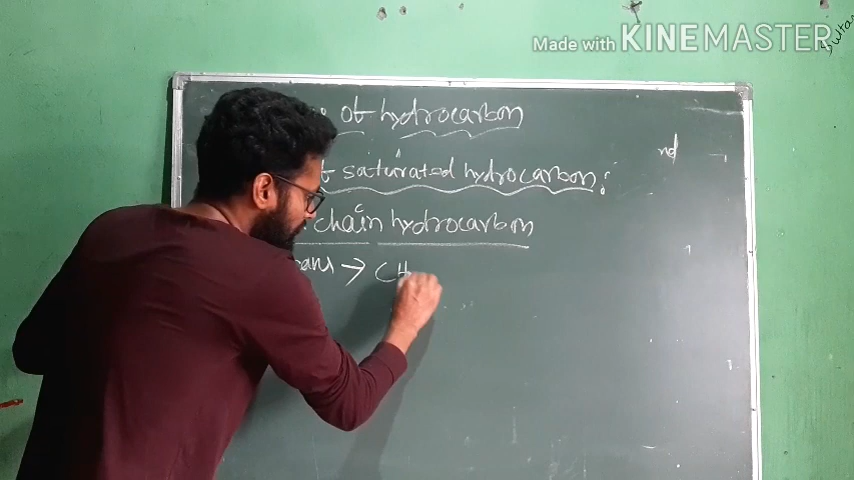 Made with KINEMASTER
of hydrocarbon
saturated hydrocarbon:
chain hydrocarbon
→ CH